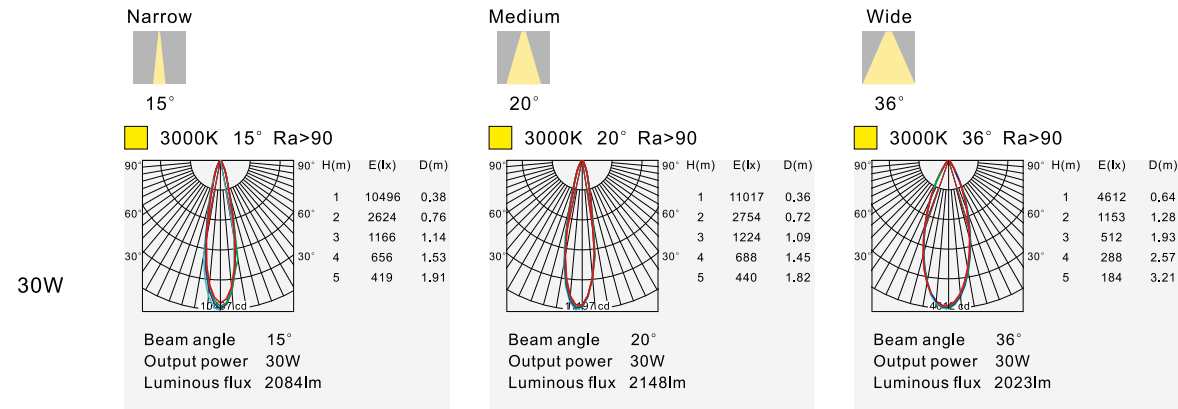 Narrow
15°
3000K 15° Ra>90
90° 90° H(m) E(lx) D(m)
1 10496 0.38
60° 60° 2 2624 0.76
3 1166 1.14
30° 30° 4 656 1.53
5 419 1.91
Beam angle 15°
Output power 30W
Luminous flux 2084lm
Medium
20°
3000K 20° Ra>90
90° 90° H(m) E(lx) D(m)
1 11017 0.36
60° 60° 2 2754 0.72
3 1224 1.09
30° 30° 4 688 1.45
5 440 1.82
Beam angle 20°
Output power 30W
Luminous flux 2148lm
Wide
36°
3000K 36° Ra>90
90° 90° H(m) E(lx) D(m)
1 4612 0.64
60° 60° 2 1153 1.28
3 512 1.93
30° 30° 4 288 2.57
5 184 3.21
Beam angle 36°
Output power 30W
Luminous flux 2023lm
30W